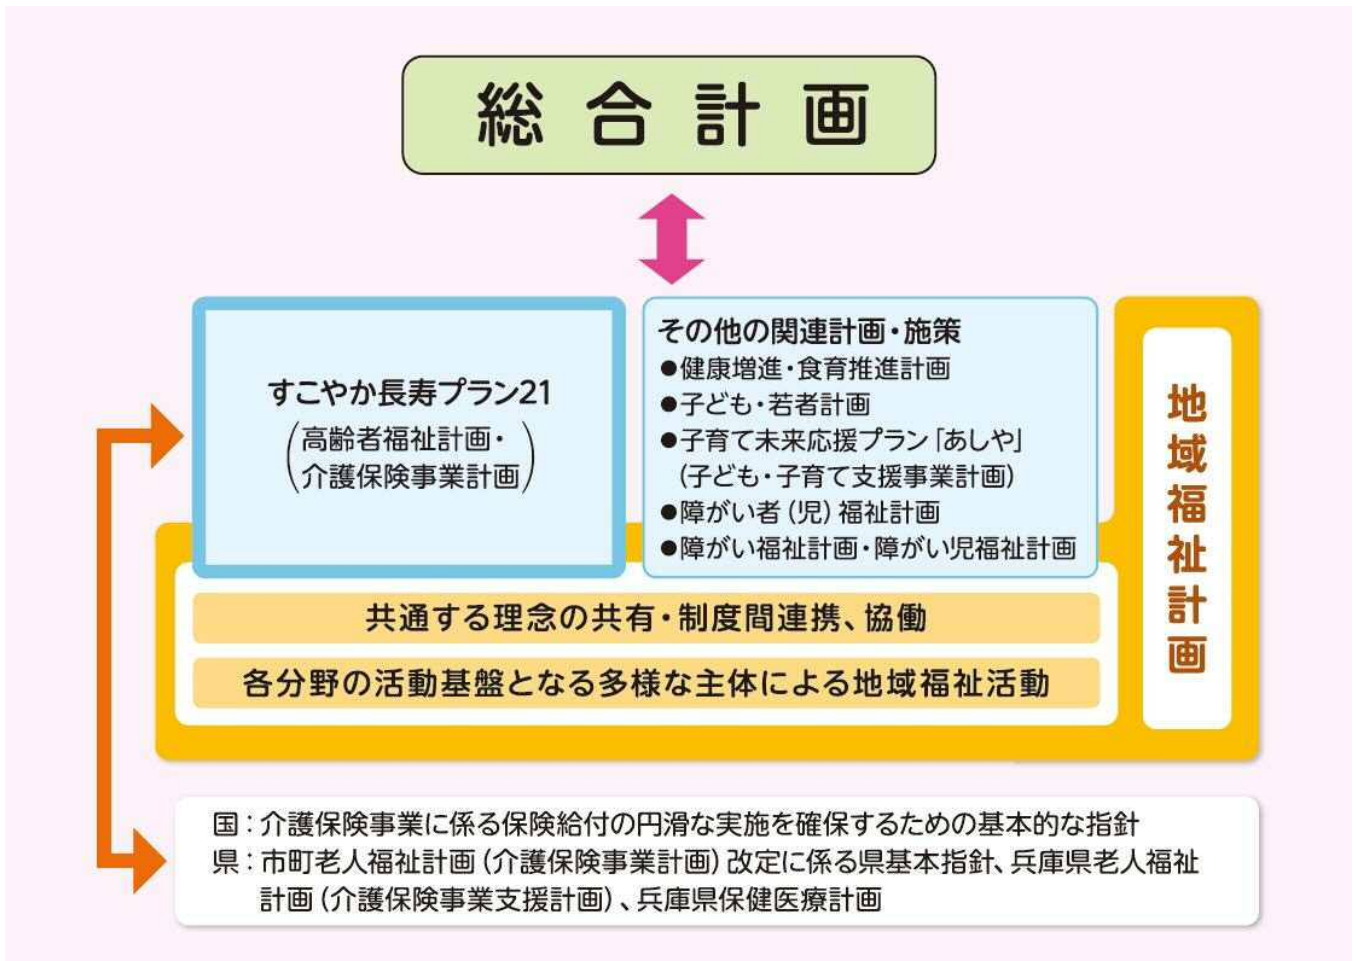 総合計画
すこやか長寿プラン21
(高齢者福祉計画・
介護保険事業計画)
その他の関連計画・施策
●健康増進・食育推進計画
●子ども・若者計画
●子育て未来応援プラン「あしや」
(子ども・子育て支援事業計画)
●障がい者(児)福祉計画
●障がい福祉計画・障がい児福祉計画
地域福祉計画
共通する理念の共有・制度間連携、協働
各分野の活動基盤となる多様な主体による地域福祉活動
国:介護保険事業に係る保険給付の円滑な実施を確保するための基本的な指針
県:市町老人福祉計画(介護保険事業計画)改定に係る県基本指針、兵庫県老人福祉
計画(介護保険事業支援計画)、兵庫県保健医療計画